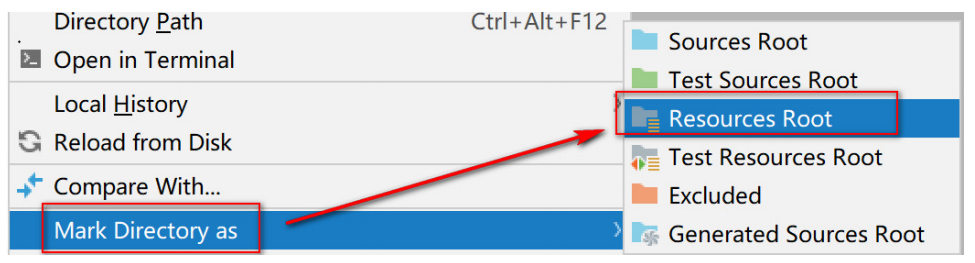 Directory Path Ctrl+Alt+F12
Open in Terminal
Local History
Reload from Disk
Compare With...
Mark Directory as
Sources Root
Test Sources Root
Resources Root
Test Resources Root
Excluded
Generated Sources Root